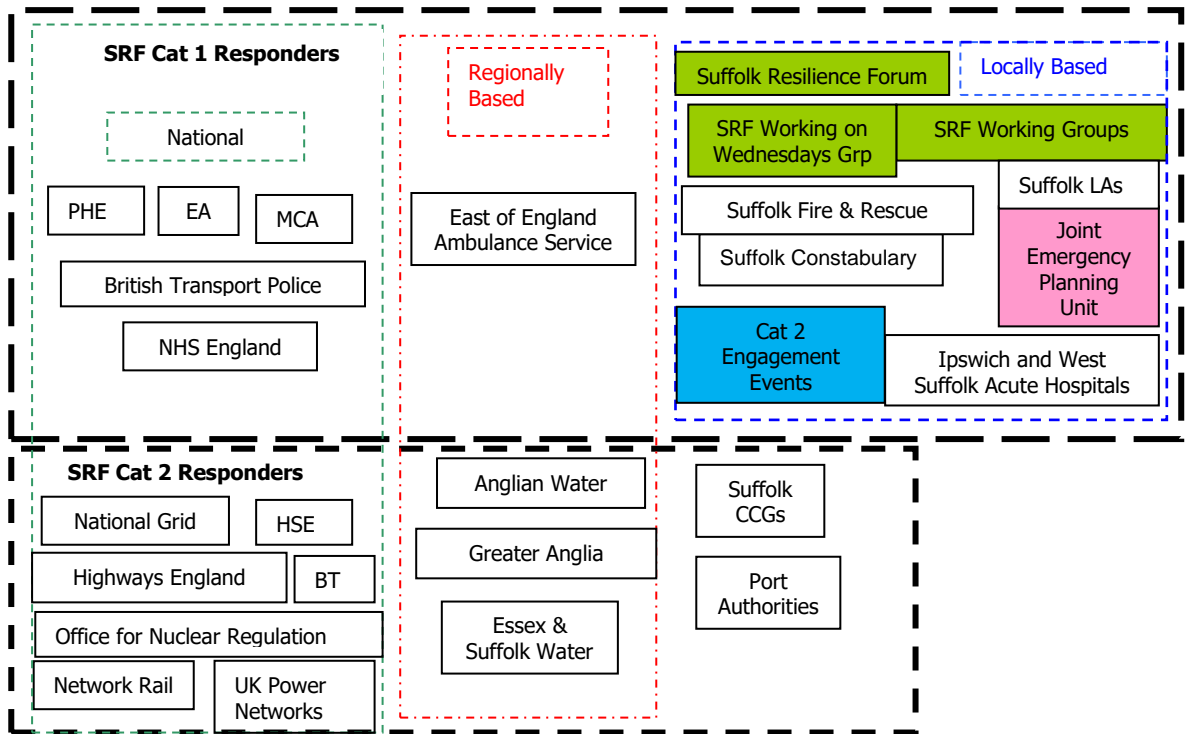 SRF Cat 1 Responders
National
PHE
EA
MCA
British Transport Police
NHS England
Regionally
Based
East of England
Ambulance Service
Suffolk Resilience Forum
Locally Based
SRF Working on
Wednesdays Grp
SRF Working Groups
Suffolk LAs
Suffolk Fire & Rescue
Suffolk Constabulary
Joint
Emergency
Planning
Unit
Cat 2
Engagement
Events
Ipswich and West
Suffolk Acute Hospitals
SRF Cat 2 Responders
National Grid
HSE
Highways England
BT
Office for Nuclear Regulation
Network Rail
UK Power
Networks
Anglian Water
Greater Anglia
Essex &
Suffolk Water
Suffolk
CCGs
Port
Authorities